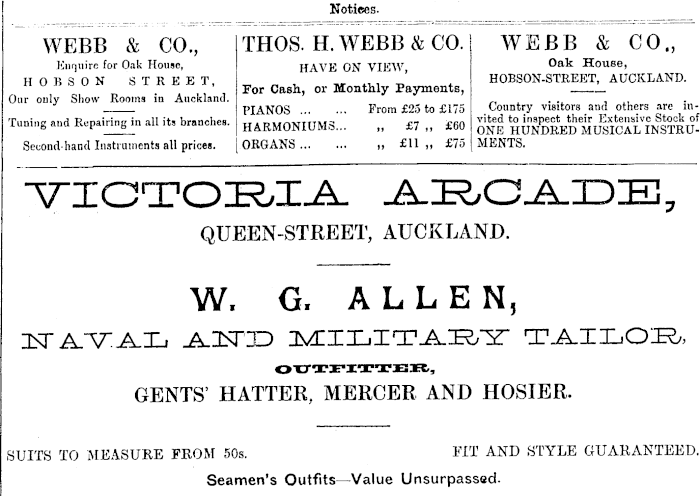 Notices.
WEBB & CO.,
Enquire for Oak House,
HOBSON STREET,
Our only Show Rooms in Auckland.
Tuning and Repairing in all its branches.
Second-hand Instruments all prices.
THOS. H. WEBB & CO.
HAVE ON VIEW,
For Cash, or Monthly Payments,
PIANOS ... ... From £25 to £175
HARMONIUMS... „ £7 „ £60
ORGANS ... ... „ £11 „ £75
WEBB & CO.,
Oak House,
HOBSON-STREET, AUCKLAND.
Country visitors and others are in-
vited to inspect their Extensive Stock of
ONE HUNDRED MUSICAL INSTRU-
MENTS.
VICTORIA ARCADE,
QUEEN-STREET, AUCKLAND.
W. G. ALLEN,
NAVAL AND MILITARY TAILOR,
OUTFITTER,
GENTS' HATTER, MERCER AND HOSIER.
SUITS TO MEASURE FROM 50s. FIT AND STYLE GUARANTEED.
Seamen's Outfits—Value Unsurpassed.